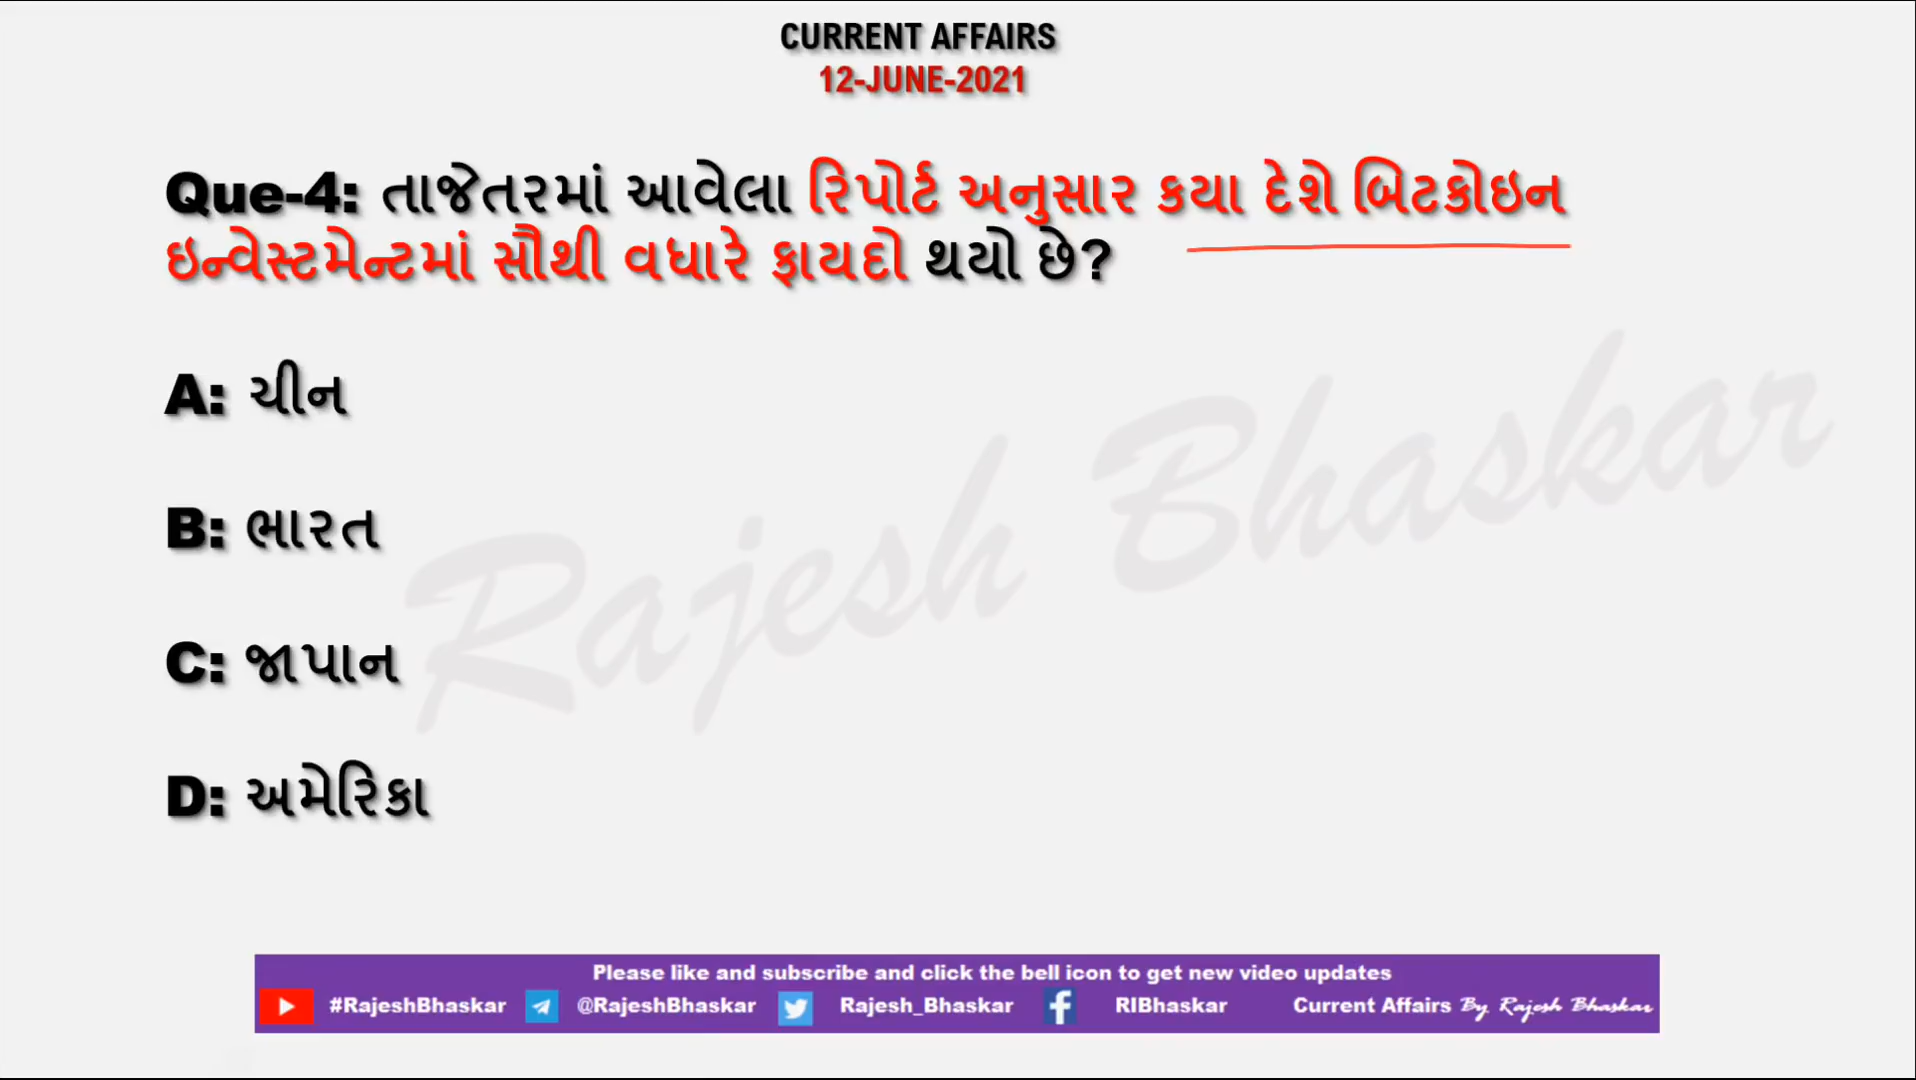 CURRENT AFFAIRS
12-JUNE-2021
Que-4: તાજેતરમાં આવેલા રિપોર્ટ અનુસાર કયા દેશે બિટકોઇન
ઇન્વેસ્ટમેન્ટમાં સૌથી વધારે ફાયદો થયો છે?
A: ચીન
B: ભારત
C: જાપાન
D: અમેરિકા
Rajesh Bhaskar
Please like and subscribe and click the bell icon to get new video updates
#RajeshBhaskar @RajeshBhaskar Rajesh_Bhaskar RIBhaskar Current Affairs By Rajesh Bhaskar